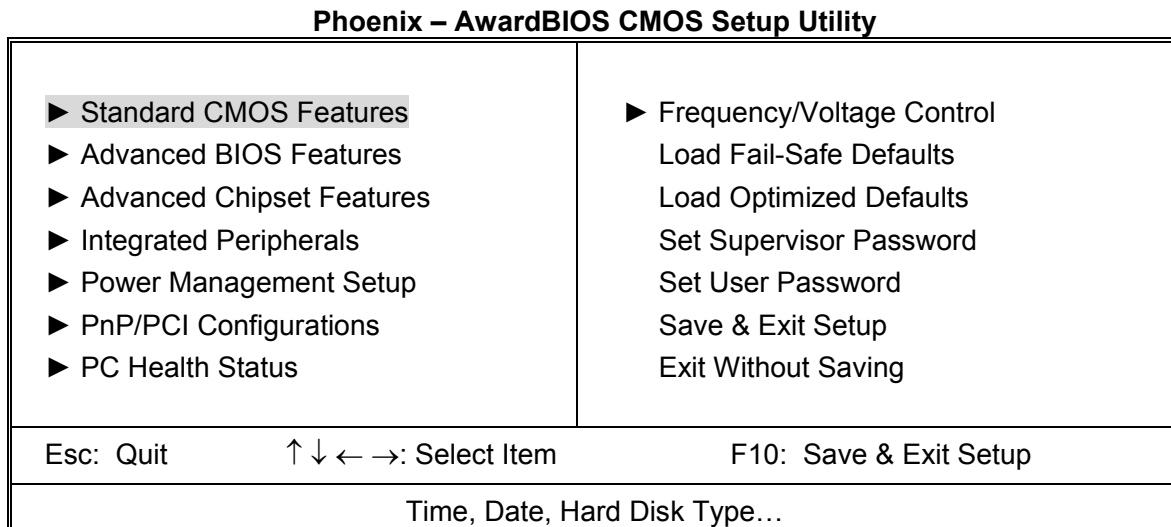 Phoenix – AwardBIOS CMOS Setup Utility
► Standard CMOS Features
► Advanced BIOS Features
► Advanced Chipset Features
► Integrated Peripherals
► Power Management Setup
► PnP/PCI Configurations
► PC Health Status
► Frequency/Voltage Control
Load Fail-Safe Defaults
Load Optimized Defaults
Set Supervisor Password
Set User Password
Save & Exit Setup
Exit Without Saving
Esc: Quit ↑ ↓ ← →: Select Item F10: Save & Exit Setup
Time, Date, Hard Disk Type…